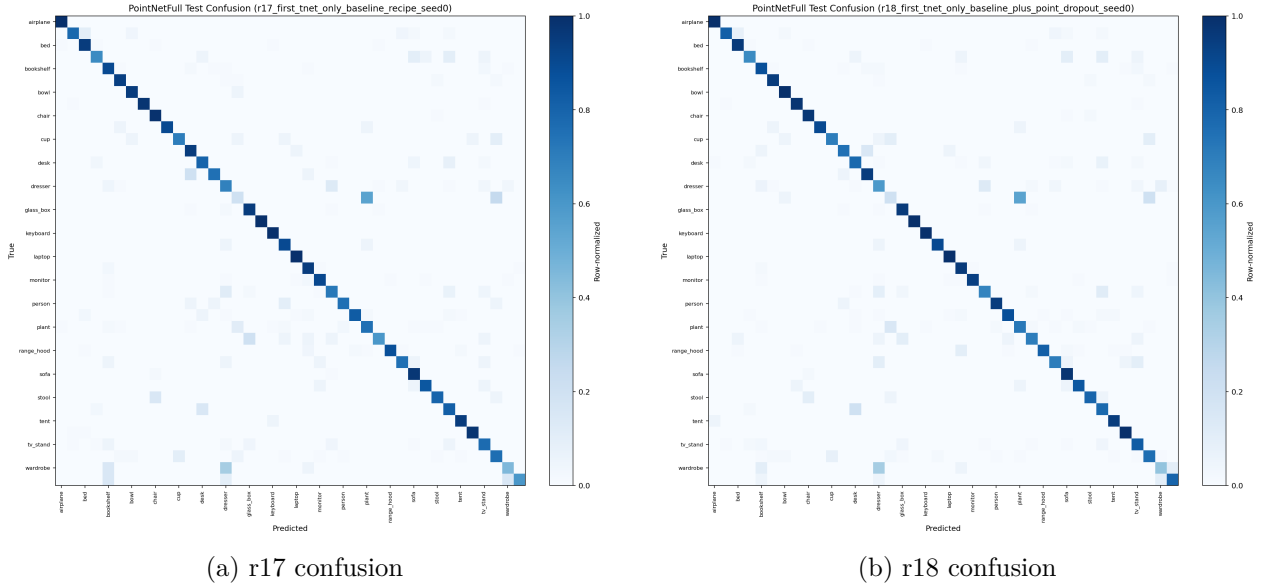 PointNetFull Test Confusion (r17_first_tnet_only_baseline_recipe_seed0)
True
airplane
bed
bookshelf
bowl
chair
cup
desk
dresser
glass_box
keyboard
laptop
monitor
person
plant
range_hood
sofa
stool
tent
tv_stand
wardrobe
airplane
bed
bookshelf
bowl
chair
cup
desk
dresser
glass_box
keyboard
laptop
monitor
person
plant
range_hood
sofa
stool
tent
tv_stand
wardrobe
Predicted
1.0
0.8
0.6
0.4
0.2
0.0
Row-normalized
(a) r17 confusion
PointNetFull Test Confusion (r18_first_tnet_only_baseline_plus_point_dropout_seed0)
True
airplane
bed
bookshelf
bowl
chair
cup
desk
dresser
glass_box
keyboard
laptop
monitor
person
plant
range_hood
sofa
stool
tent
tv_stand
wardrobe
airplane
bed
bookshelf
bowl
chair
cup
desk
dresser
glass_box
keyboard
laptop
monitor
person
plant
range_hood
sofa
stool
tent
tv_stand
wardrobe
Predicted
1.0
0.8
0.6
0.4
0.2
0.0
Row-normalized
(b) r18 confusion